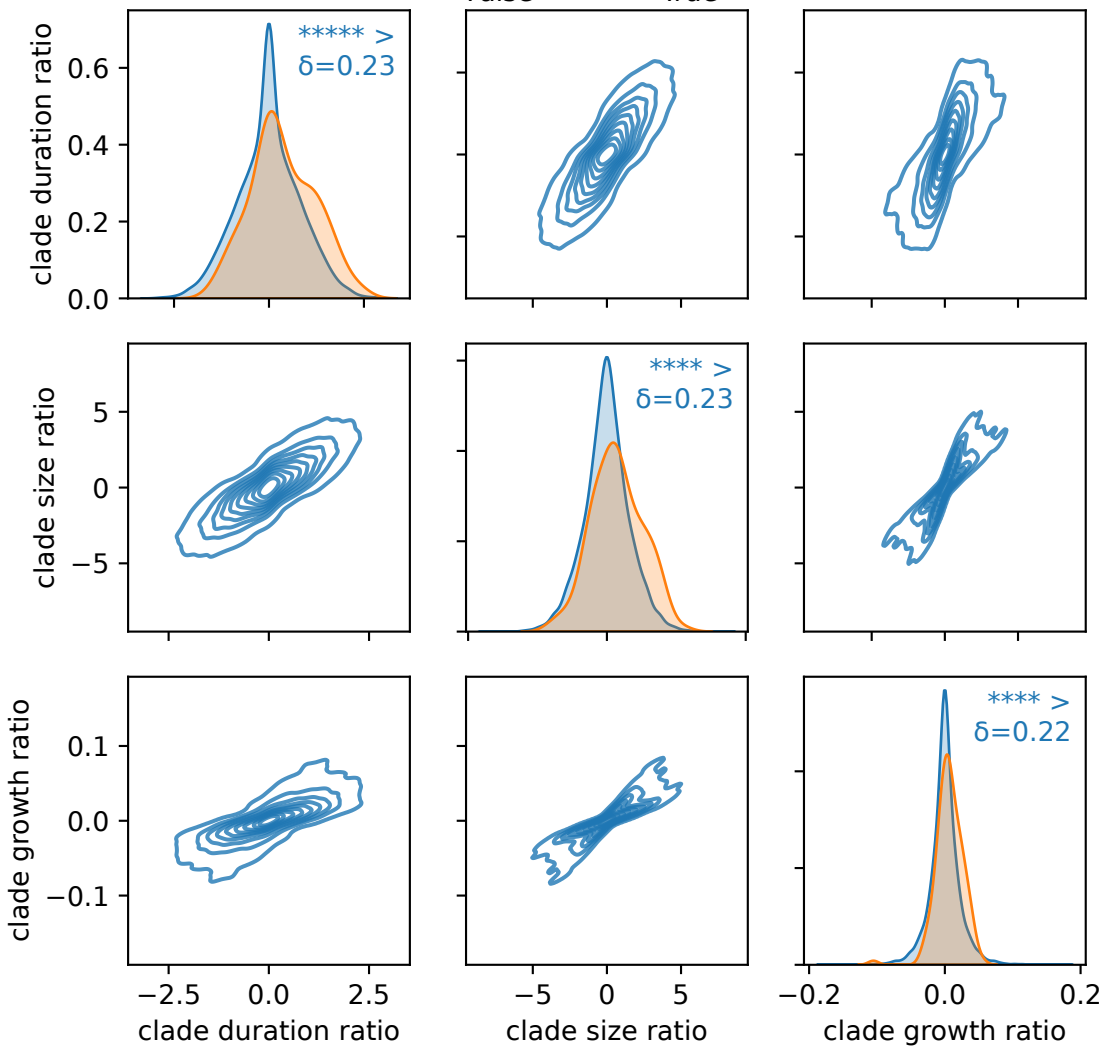 ***** >
δ=0.23
clade duration ratio
0.6
0.4
0.2
0.0
**** >
δ=0.23
clade size ratio
5
0
−5
**** >
δ=0.22
clade growth ratio
0.1
0.0
−0.1
−2.5 0.0 2.5
−5 0 5
−0.2 0.0 0.2
clade duration ratio
clade size ratio
clade growth ratio